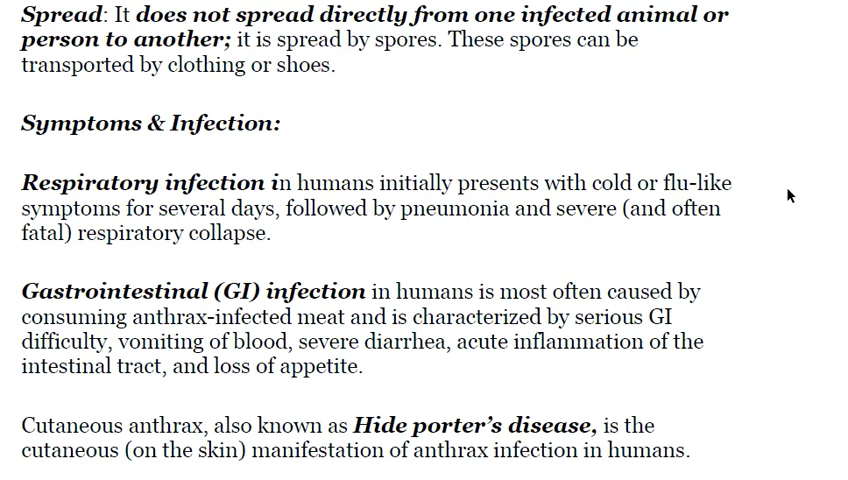 Spread: It does not spread directly from one infected animal or
person to another; it is spread by spores. These spores can be
transported by clothing or shoes.
Symptoms & Infection:
Respiratory infection in humans initially presents with cold or flu-like
symptoms for several days, followed by pneumonia and severe (and often
fatal) respiratory collapse.
Gastrointestinal (GI) infection in humans is most often caused by
consuming anthrax-infected meat and is characterized by serious GI
difficulty, vomiting of blood, severe diarrhea, acute inflammation of the
intestinal tract, and loss of appetite.
Cutaneous anthrax, also known as Hide porter’s disease, is the
cutaneous (on the skin) manifestation of anthrax infection in humans.